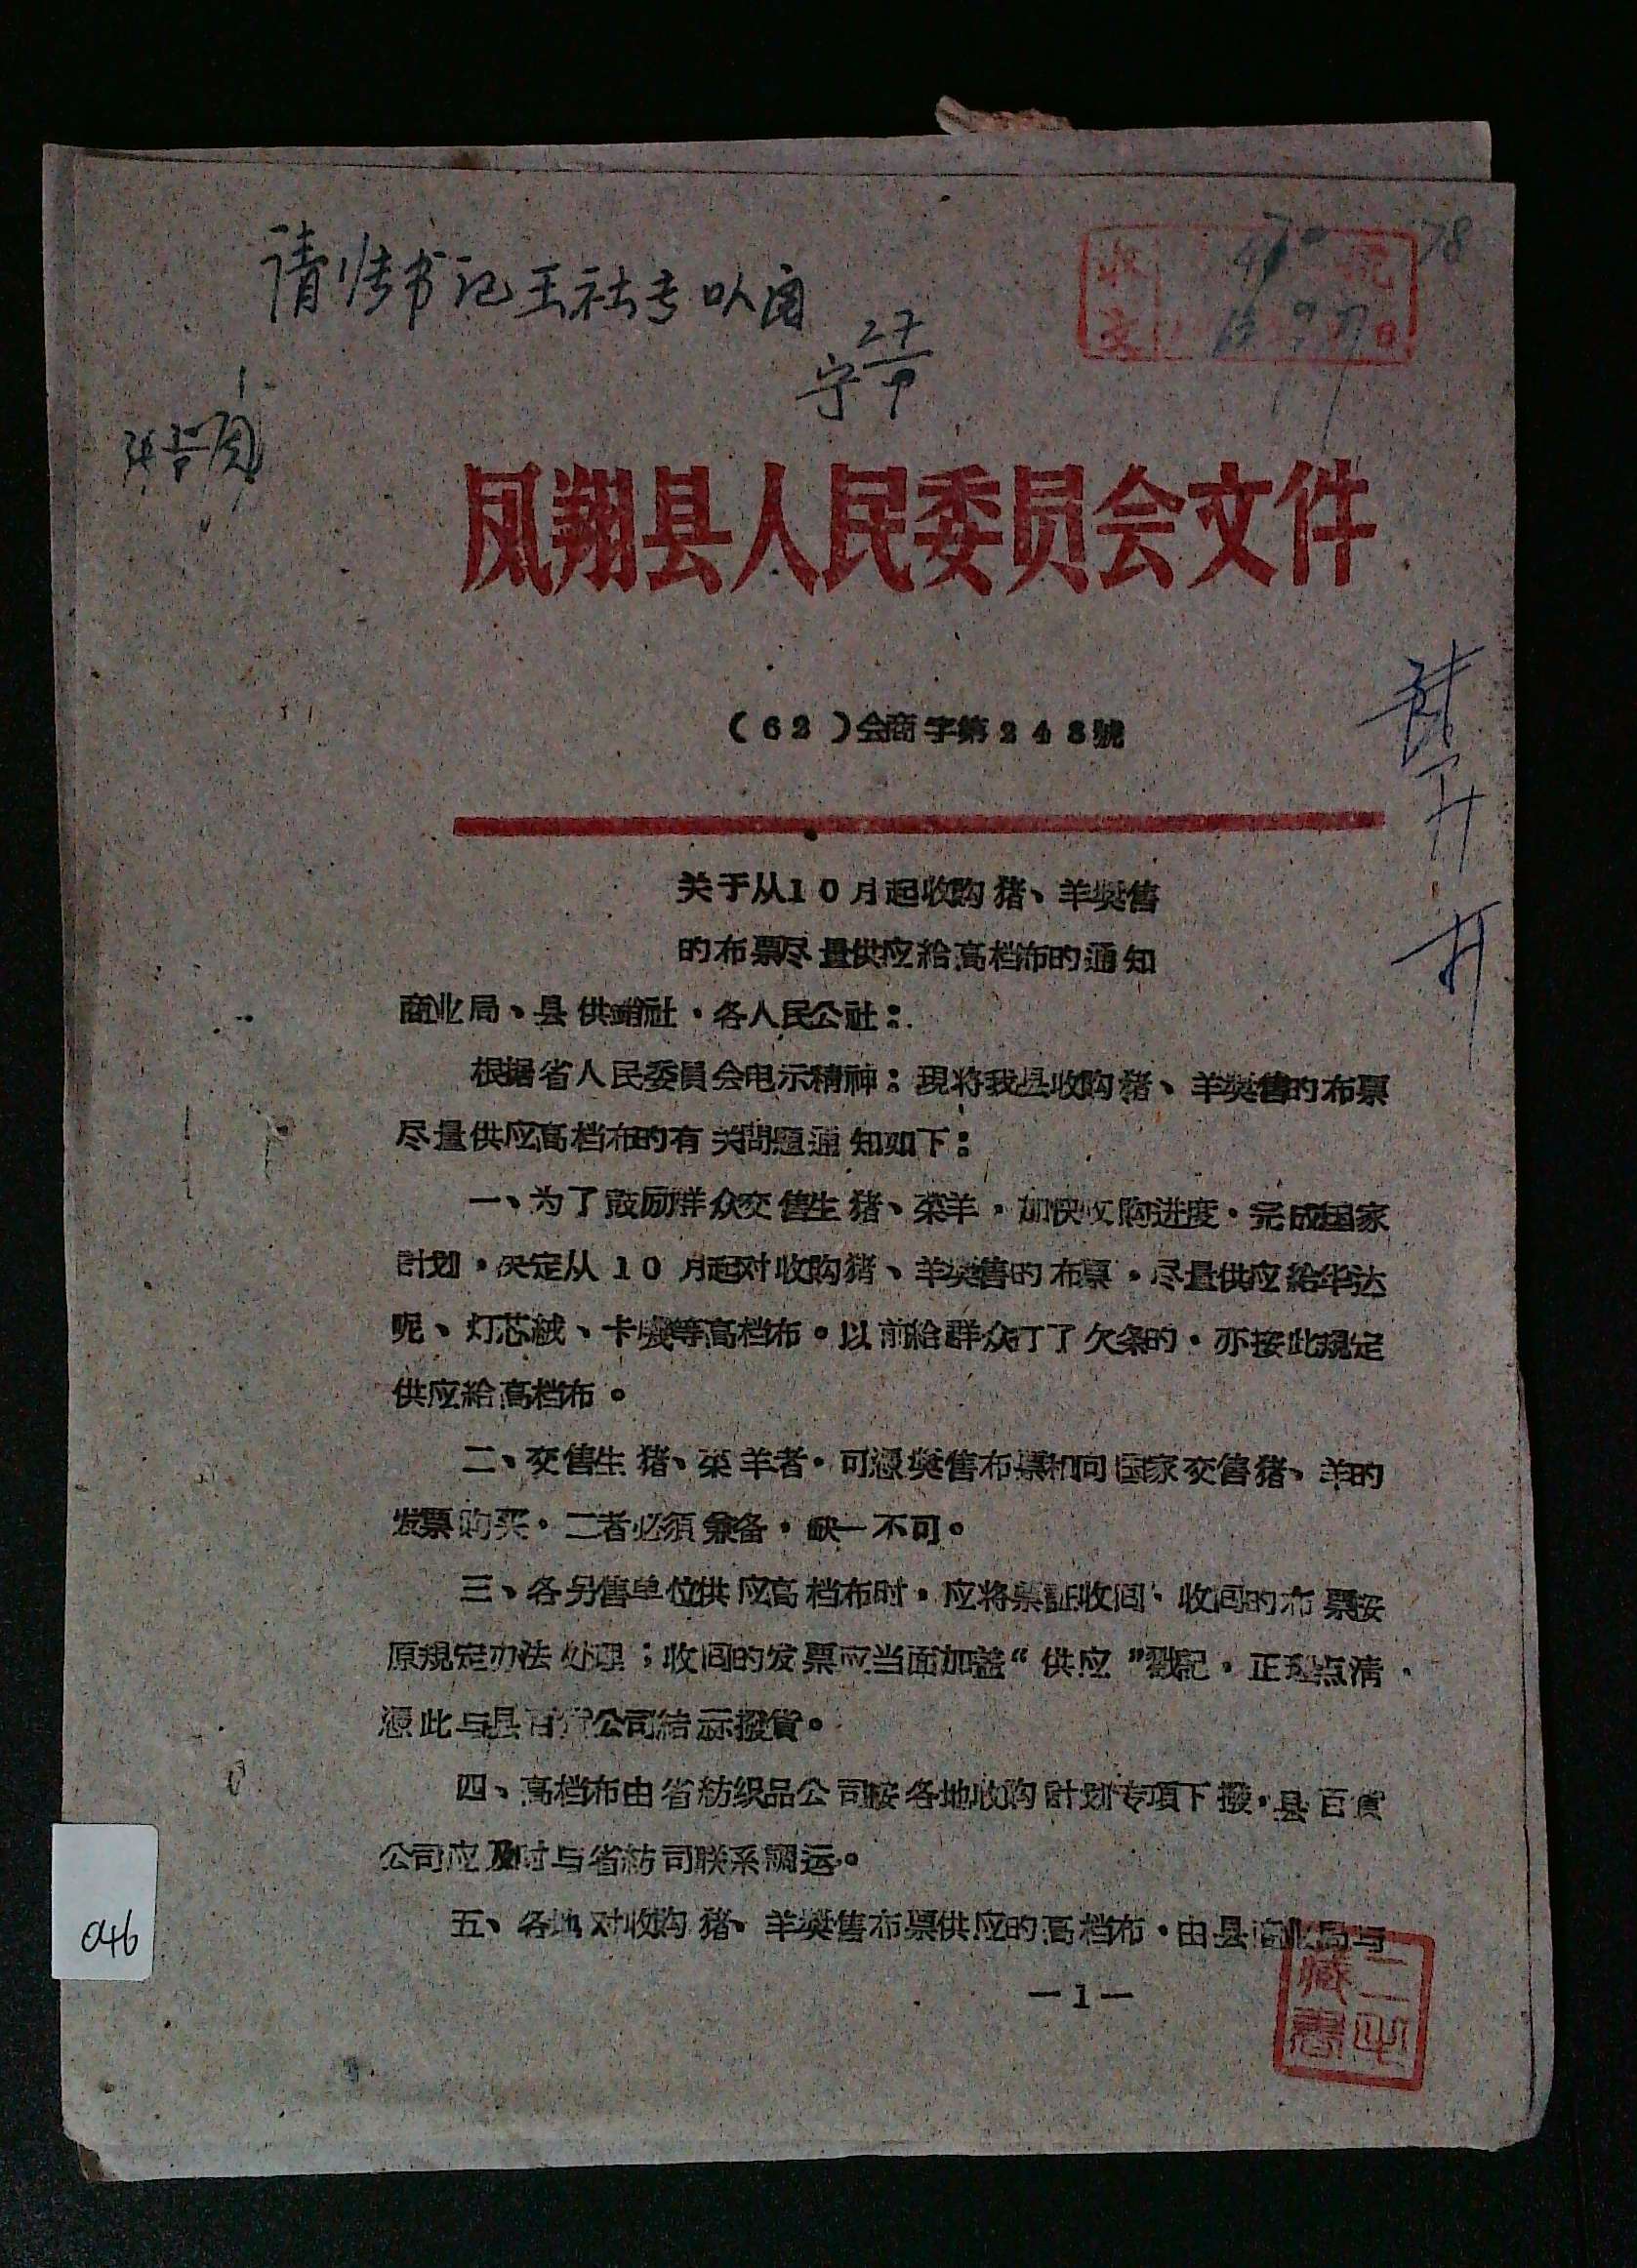 请张书记王社专以阅
27
78
凤翔县人民委员会文件
(62)会商字第248號
关于从10月起收购猪、羊奖售
的布票尽量供应給高档布的通知
商业局、县供銷社,各人民公社:
根据省人民委員会电示精神:現将我县收购猪、羊奖售的布票
尽量供应高档布的有关問題通知如下:
一、为了鼓励群众交售生猪、菜羊,加快收购进度,完成国家
計划,决定从10月起对收购猪、羊奖售的布票,尽量供应給华达
呢、灯芯絨、卡嘰等高档布。以前給群众打了欠条的,亦按此規定
供应給高档布。
二、交售生猪、菜羊者,可憑奖售布票和向国家交售猪、羊的
发票购买,二者必須兼备,缺一不可。
三、各另售单位供应高档布时,应将票証收回,收回的布票按
原規定办法处理;收回的发票应当面加盖“供应”戳記,正理点清,
憑此与县百貨公司結标撥貨。
四、高档布由省紡织品公司按各地收购計划专項下撥,县百貨
公司应及时与省紡司联系調运。
五、各地对收购猪、羊奖售布票供应的高档布,由县商业局与
—1—
046